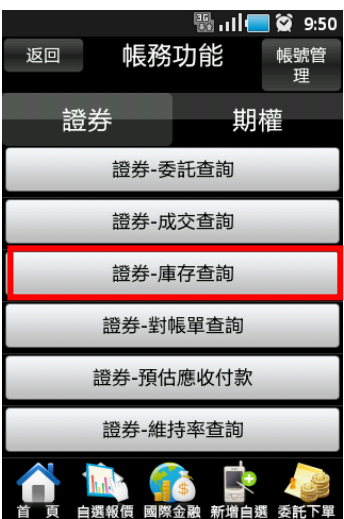 3G 9:50
返回 帳務功能 帳號管
理
證券 期權
證券-委託查詢
證券-成交查詢
證券-庫存查詢
證券-對帳單查詢
證券-預估應收付款
證券-維持率查詢
首 頁 自選報價 國際金融 新增自選 委託下單